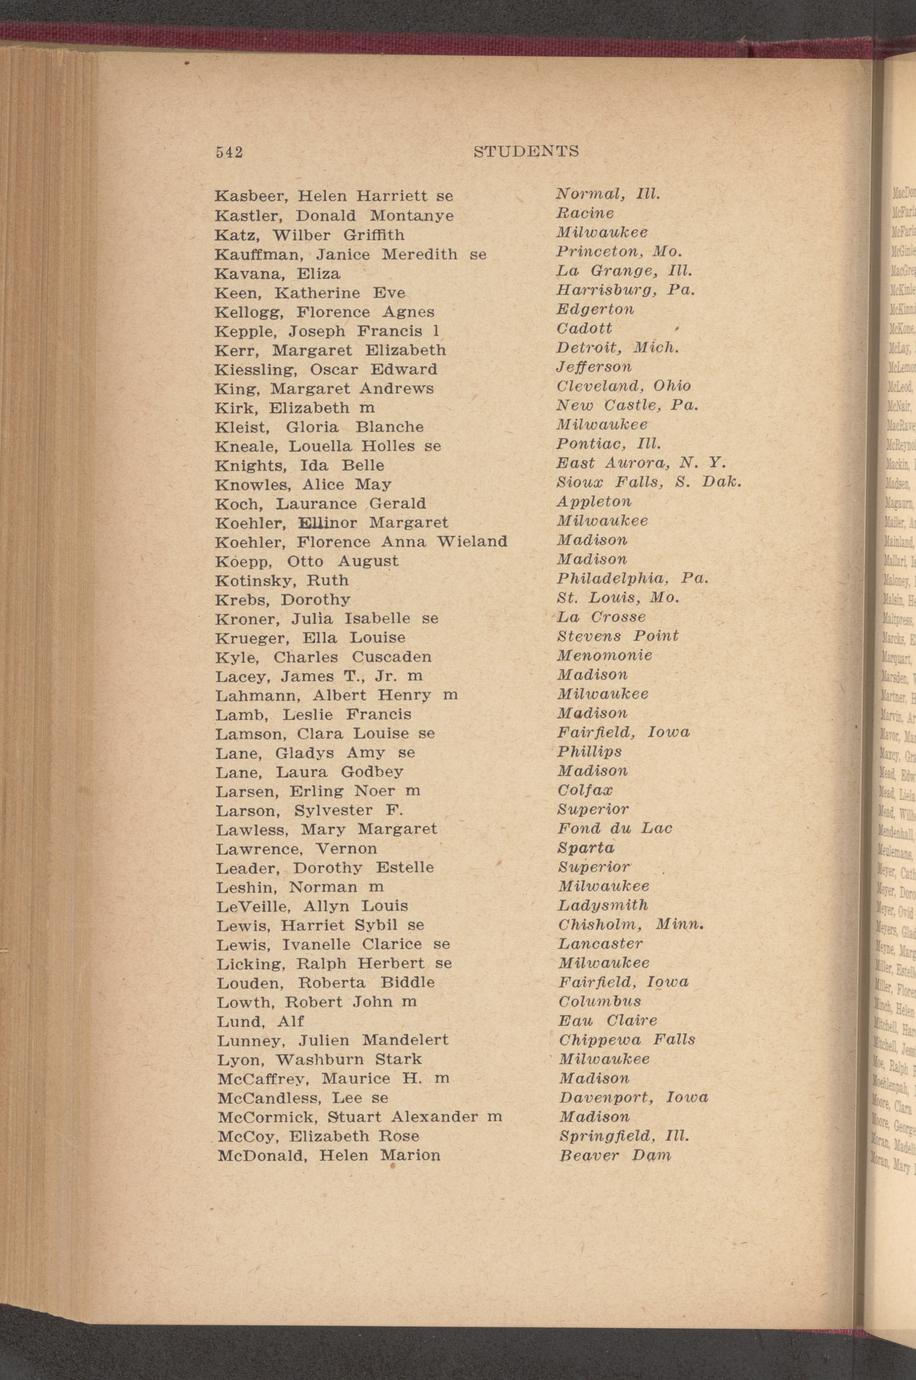 542 STUDENTS
Kasbeer, Helen Harriett se Normal, Ill.
Kastler, Donald Montanye Racine
Katz, Wilber Griffith Milwaukee
Kauffman, Janice Meredith se Princeton, Mo.
Kavana, Eliza La Grange, Ill.
Keen, Katherine Eve Harrisburg, Pa.
Kellogg, Florence Agnes Edgerton
Kepple, Joseph Francis l Cadott
Kerr, Margaret Elizabeth Detroit, Mich.
Kiessling, Oscar Edward Jefferson
King, Margaret Andrews Cleveland, Ohio
Kirk, Elizabeth m New Castle, Pa.
Kleist, Gloria Blanche Milwaukee
Kneale, Louella Holles se Pontiac, Ill.
Knights, Ida Belle East Aurora, N. Y.
Knowles, Alice May Sioux Falls, S. Dak.
Koch, Laurance Gerald Appleton
Koehler, Ellinor Margaret Milwaukee
Koehler, Florence Anna Wieland Madison
Koepp, Otto August Madison
Kotinsky, Ruth Philadelphia, Pa.
Krebs, Dorothy St. Louis, Mo.
Kroner, Julia Isabelle se La Crosse
Krueger, Ella Louise Stevens Point
Kyle, Charles Cuscaden Menomonie
Lacey, James T., Jr. m Madison
Lahmann, Albert Henry m Milwaukee
Lamb, Leslie Francis Madison
Lamson, Clara Louise se Fairfield, Iowa
Lane, Gladys Amy se Phillips
Lane, Laura Godbey Madison
Larsen, Erling Noer m Colfax
Larson, Sylvester F. Superior
Lawless, Mary Margaret Fond du Lac
Lawrence, Vernon Sparta
Leader, Dorothy Estelle Superior
Leshin, Norman m Milwaukee
LeVeille, Allyn Louis Ladysmith
Lewis, Harriet Sybil se Chisholm, Minn.
Lewis, Ivanelle Clarice se Lancaster
Licking, Ralph Herbert se Milwaukee
Louden, Roberta Biddle Fairfield, Iowa
Lowth, Robert John m Columbus
Lund, Alf Eau Claire
Lunney, Julien Mandelert Chippewa Falls
Lyon, Washburn Stark Milwaukee
McCaffrey, Maurice H. m Madison
McCandless, Lee se Davenport, Iowa
McCormick, Stuart Alexander m Madison
McCoy, Elizabeth Rose Springfield, Ill.
McDonald, Helen Marion Beaver Dam